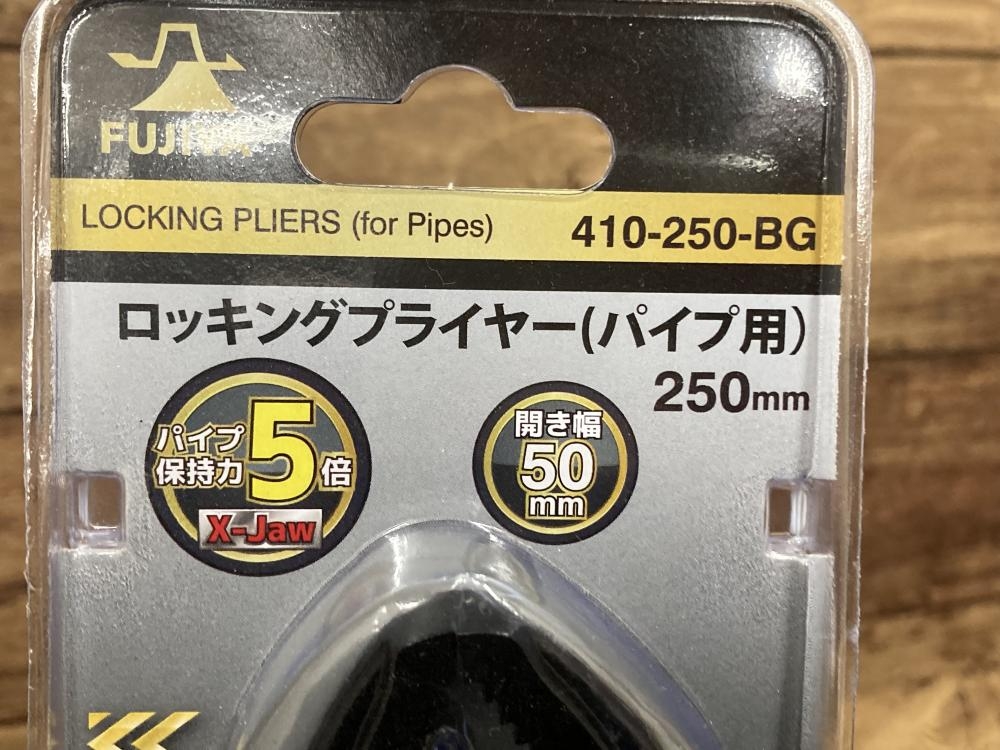 LOCKING PLIERS (for Pipes) 410-250-BG
ロッキングプライヤー(パイプ用)
250mm
パイプ
保持力5倍
X-Jaw
開き幅
50
mm